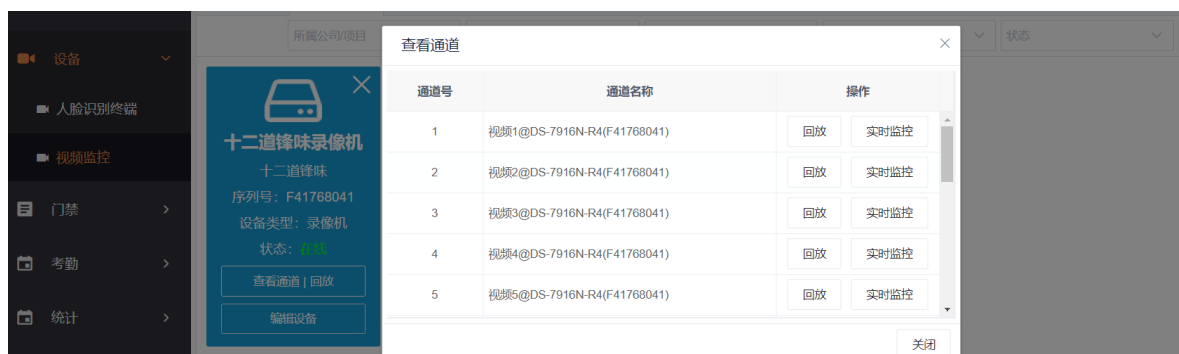 所属公司/项目
状态
设备
人脸识别终端
视频监控
门禁
考勤
统计
十二道锋味录像机
十二道锋味
序列号：F41768041
设备类型：录像机
状态：在线
查看通道 | 回放
编辑设备
查看通道
通道号 通道名称 操作
1 视频1@DS-7916N-R4(F41768041) 回放 实时监控
2 视频2@DS-7916N-R4(F41768041) 回放 实时监控
3 视频3@DS-7916N-R4(F41768041) 回放 实时监控
4 视频4@DS-7916N-R4(F41768041) 回放 实时监控
5 视频5@DS-7916N-R4(F41768041) 回放 实时监控
关闭